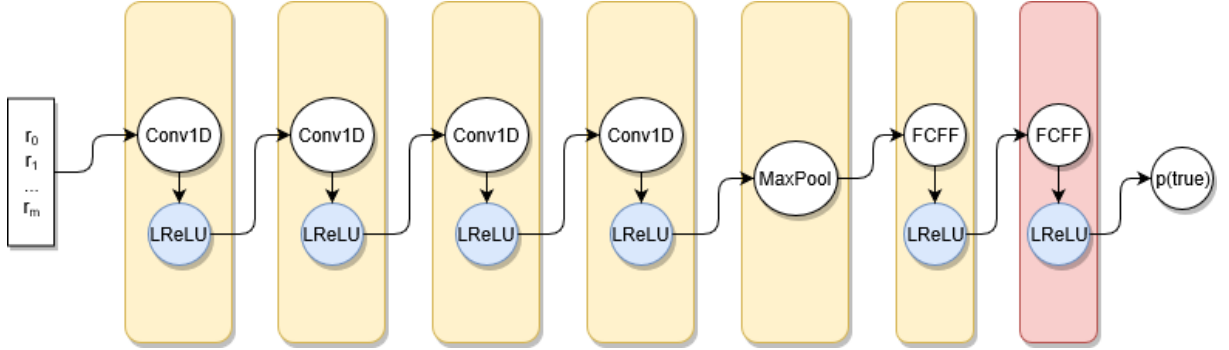 r0
r1
...
rm
Conv1D
LReLU
Conv1D
LReLU
Conv1D
LReLU
Conv1D
LReLU
MaxPool
FCFF
LReLU
FCFF
LReLU
p(true)